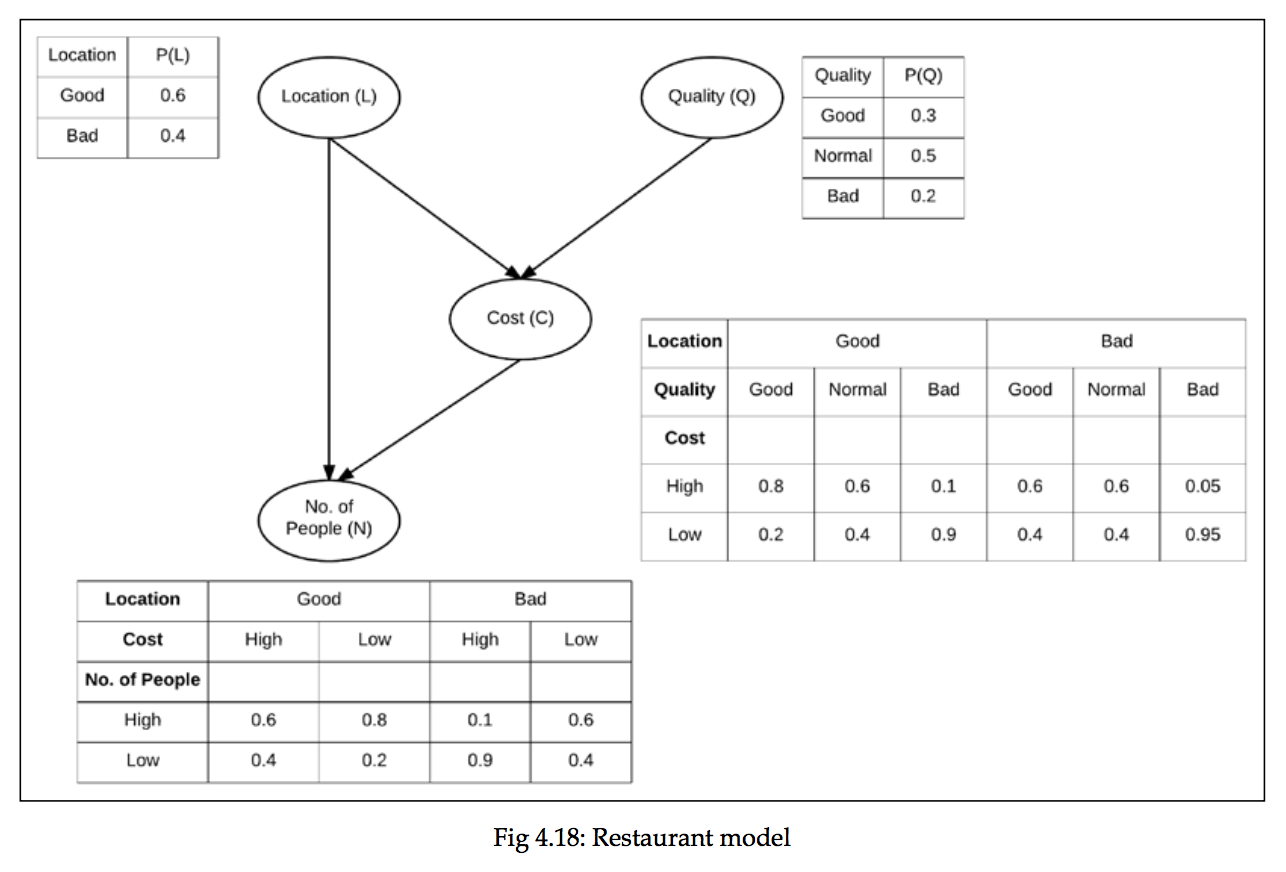 Location P(L)
Good 0.6
Bad 0.4
Location (L)
Quality (Q)
Quality P(Q)
Good 0.3
Normal 0.5
Bad 0.2
Cost (C)
Location Good Bad
Quality Good Normal Bad Good Normal Bad
Cost
High 0.8 0.6 0.1 0.6 0.6 0.05
Low 0.2 0.4 0.9 0.4 0.4 0.95
No. of
People (N)
Location Good Bad
Cost High Low High Low
No. of People
High 0.6 0.8 0.1 0.6
Low 0.4 0.2 0.9 0.4
Fig 4.18: Restaurant model